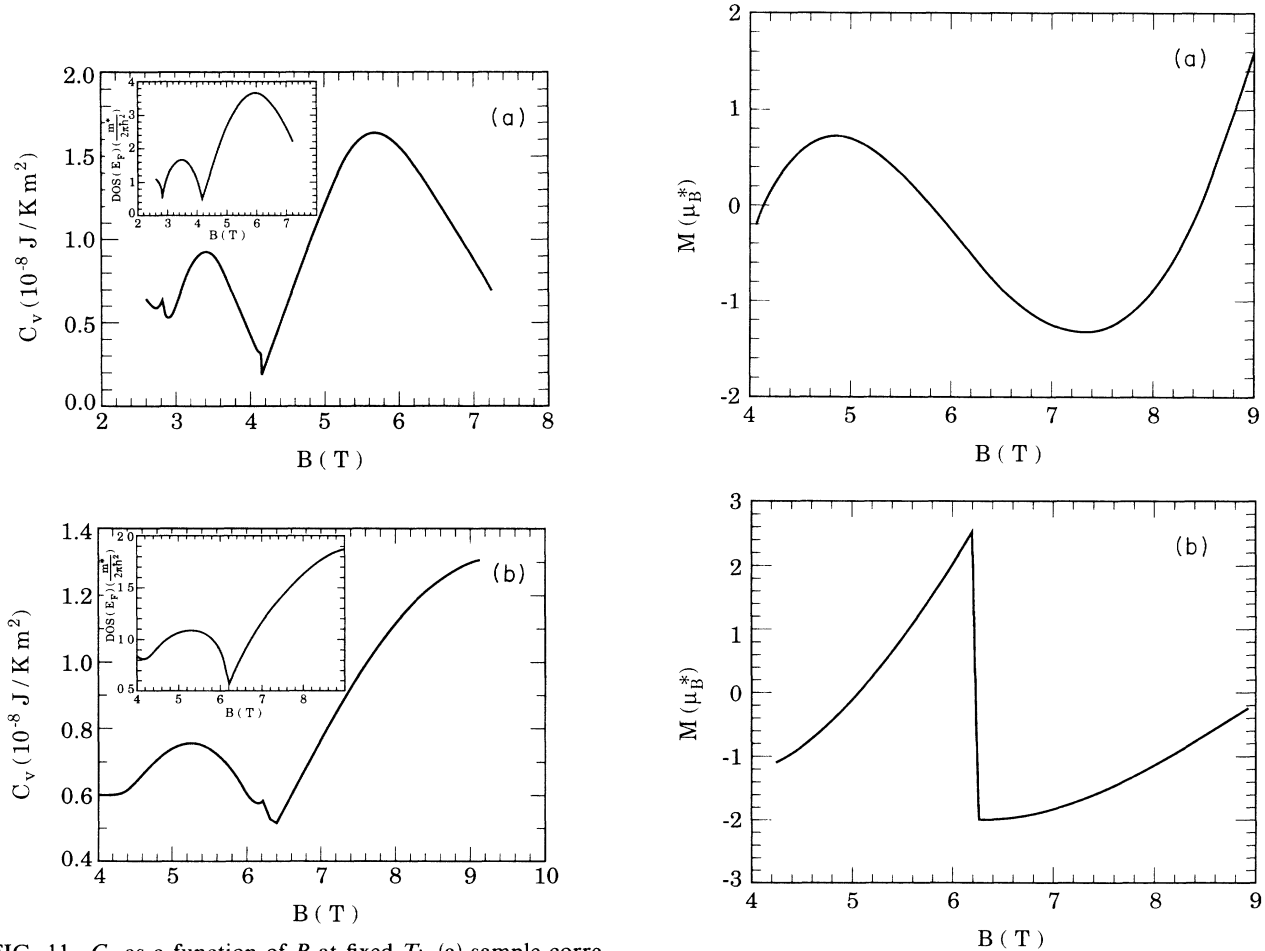 2.0
1.5
1.0
0.5
0.0
2 3 4 5 6 7 8
C_v (10^-8 J / K m^2)
B ( T )
(a)
4
3
2
1
0
2 3 4 5 6 7
DOS(E_F)(m*/2πħ^2)
B ( T )
1.4
1.2
1.0
0.8
0.6
0.4
4 5 6 7 8 9 10
C_v (10^-8 J / K m^2)
B ( T )
(b)
2 0
1 5
1 0
0 5
4 5 6 7 8
DOS(E_F)(m*/2πħ^2)
B ( T )
FIG. 11. C as a function of B at fixed T: (a) sample corre-
2
1
0
-1
-2
4 5 6 7 8 9
M (μ_B*)
B ( T )
(a)
3
2
1
0
-1
-2
-3
4 5 6 7 8 9
M (μ_B*)
B ( T )
(b)